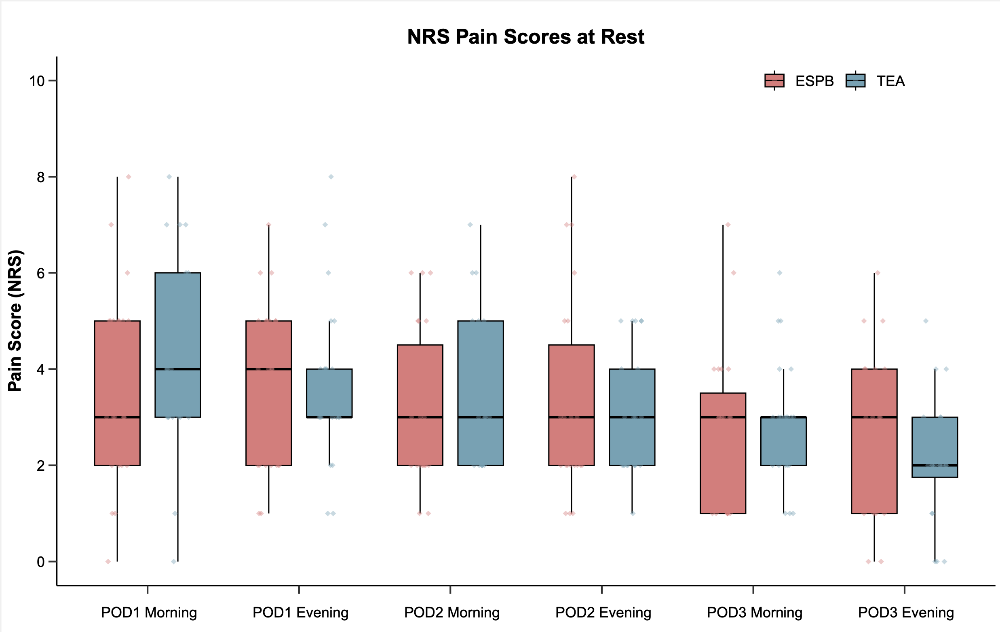 NRS Pain Scores at Rest
ESPB TEA
Pain Score (NRS)
10
8
6
4
2
0
POD1 Morning POD1 Evening POD2 Morning POD2 Evening POD3 Morning POD3 Evening